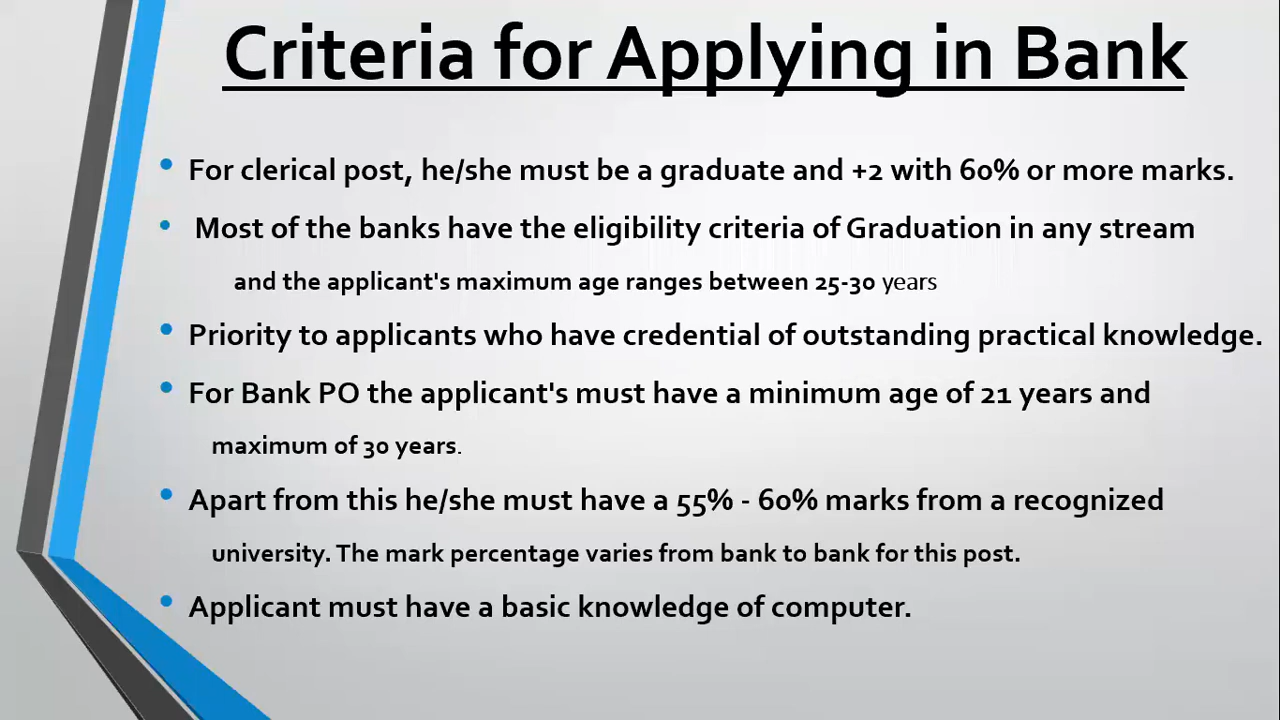 Criteria for Applying in Bank
• For clerical post, he/she must be a graduate and +2 with 60% or more marks.
• Most of the banks have the eligibility criteria of Graduation in any stream
and the applicant's maximum age ranges between 25-30 years
• Priority to applicants who have credential of outstanding practical knowledge.
• For Bank PO the applicant's must have a minimum age of 21 years and
maximum of 30 years.
• Apart from this he/she must have a 55% - 60% marks from a recognized
university. The mark percentage varies from bank to bank for this post.
• Applicant must have a basic knowledge of computer.